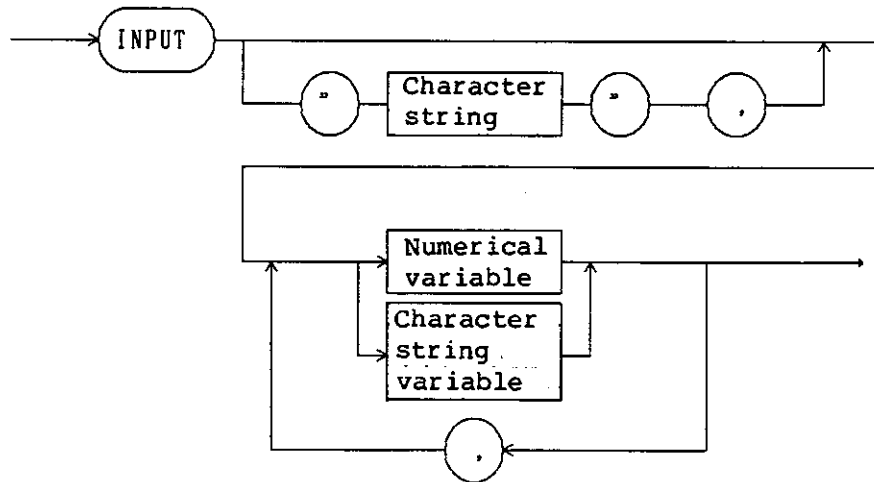 INPUT
"
Character
string
"
,
Numerical
variable
Character
string
variable
,